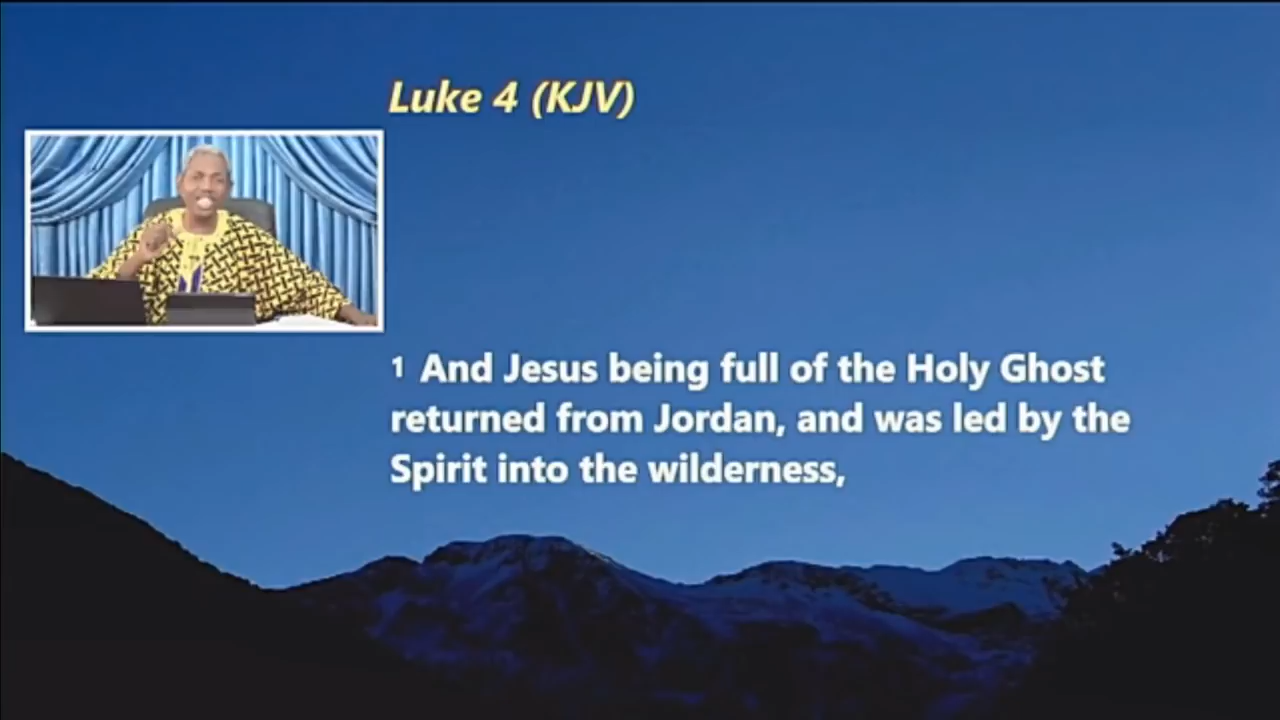 Luke 4 (KJV)
1 And Jesus being full of the Holy Ghost
returned from Jordan, and was led by the
Spirit into the wilderness,